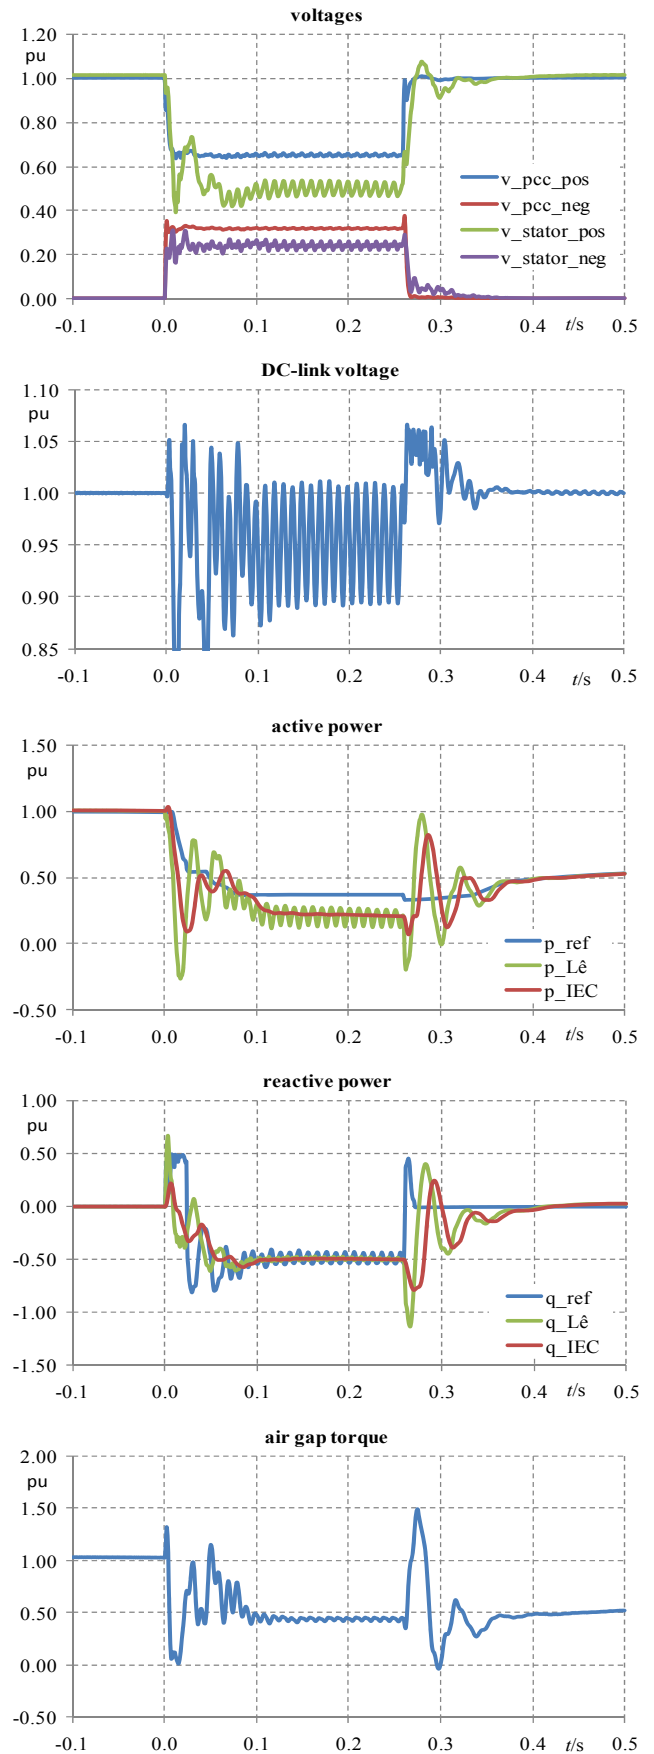 voltages
1.20
pu
1.00
0.80
0.60
0.40
0.20
0.00
v_pcc_pos
v_pcc_neg
v_stator_pos
v_stator_neg
-0.1 0.0 0.1 0.2 0.3 0.4 t/s 0.5
DC-link voltage
1.10
pu
1.05
1.00
0.95
0.90
0.85
-0.1 0.0 0.1 0.2 0.3 0.4 t/s 0.5
active power
1.50
pu
1.00
0.50
0.00
-0.50
p_ref
p_Lê
p_IEC
-0.1 0.0 0.1 0.2 0.3 0.4 t/s 0.5
reactive power
1.00
pu
0.50
0.00
-0.50
-1.00
-1.50
q_ref
q_Lê
q_IEC
-0.1 0.0 0.1 0.2 0.3 0.4 t/s 0.5
air gap torque
2.00
pu
1.50
1.00
0.50
0.00
-0.50
-0.1 0.0 0.1 0.2 0.3 0.4 t/s 0.5